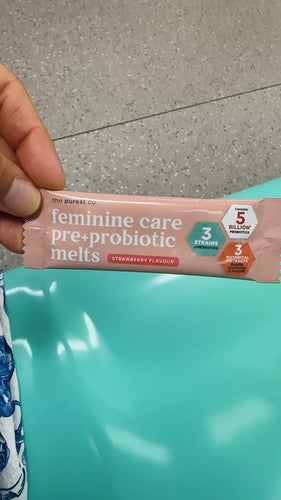 the purest co.
feminine care
pre+probiotic
melts
STRAWBERRY FLAVOUR
3
STRAINS
Contains
5
BILLION
PROBIOTICS
3
BOTANICAL
EXTRACTS